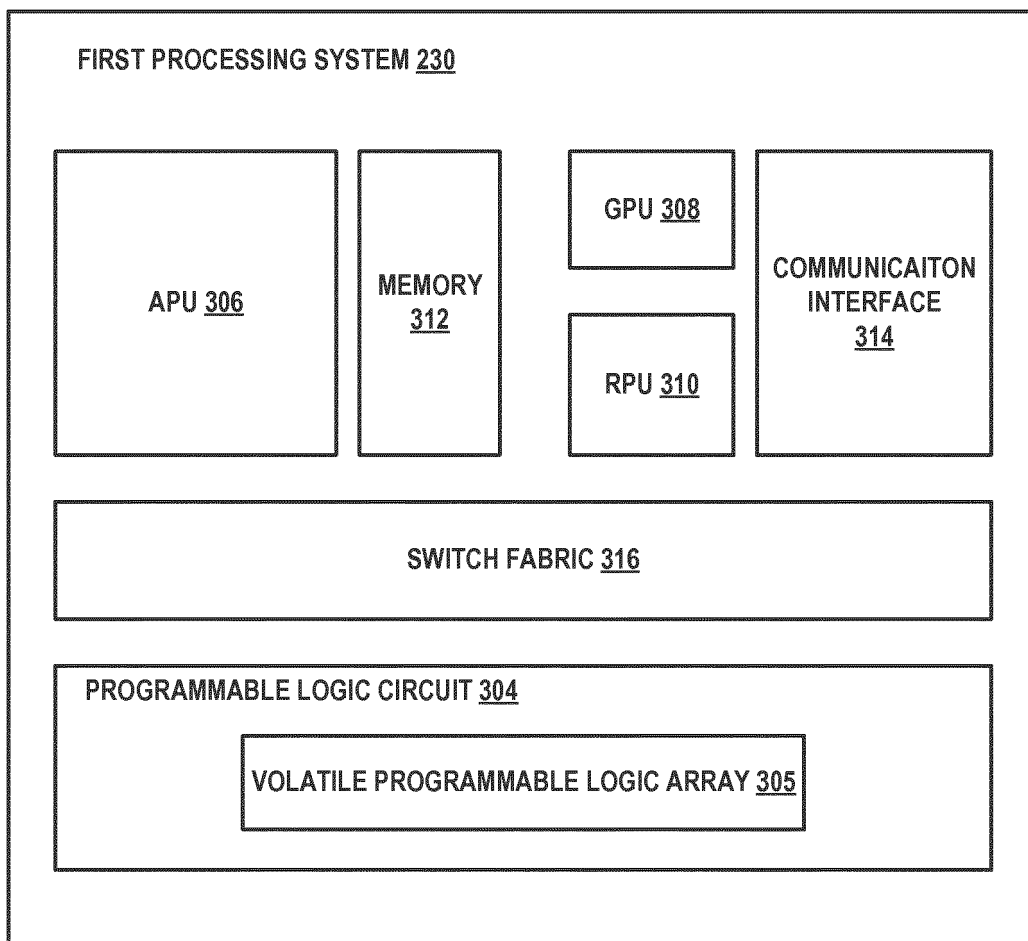 FIRST PROCESSING SYSTEM 230
APU 306
MEMORY
312
GPU 308
RPU 310
COMMUNICAITON
INTERFACE
314
SWITCH FABRIC 316
PROGRAMMABLE LOGIC CIRCUIT 304
VOLATILE PROGRAMMABLE LOGIC ARRAY 305